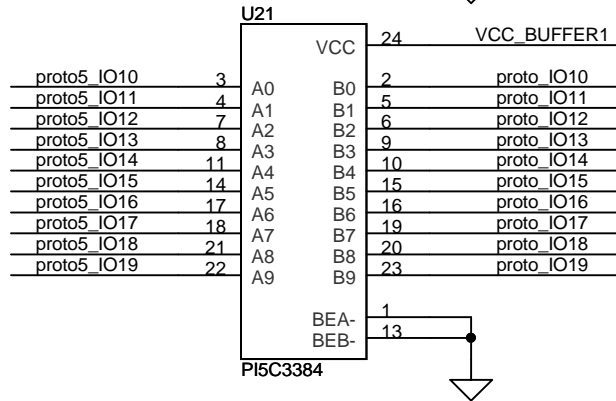 U21
VCC 24 VCC_BUFFER1
proto5_IO10 3 A0 B0 2 proto_IO10
proto5_IO11 4 A1 B1 5 proto_IO11
proto5_IO12 7 A2 B2 6 proto_IO12
proto5_IO13 8 A3 B3 9 proto_IO13
proto5_IO14 11 A4 B4 10 proto_IO14
proto5_IO15 14 A5 B5 15 proto_IO15
proto5_IO16 17 A6 B6 16 proto_IO16
proto5_IO17 18 A7 B7 19 proto_IO17
proto5_IO18 21 A8 B8 20 proto_IO18
proto5_IO19 22 A9 B9 23 proto_IO19
BEA- 1
BEB- 13
PI5C3384